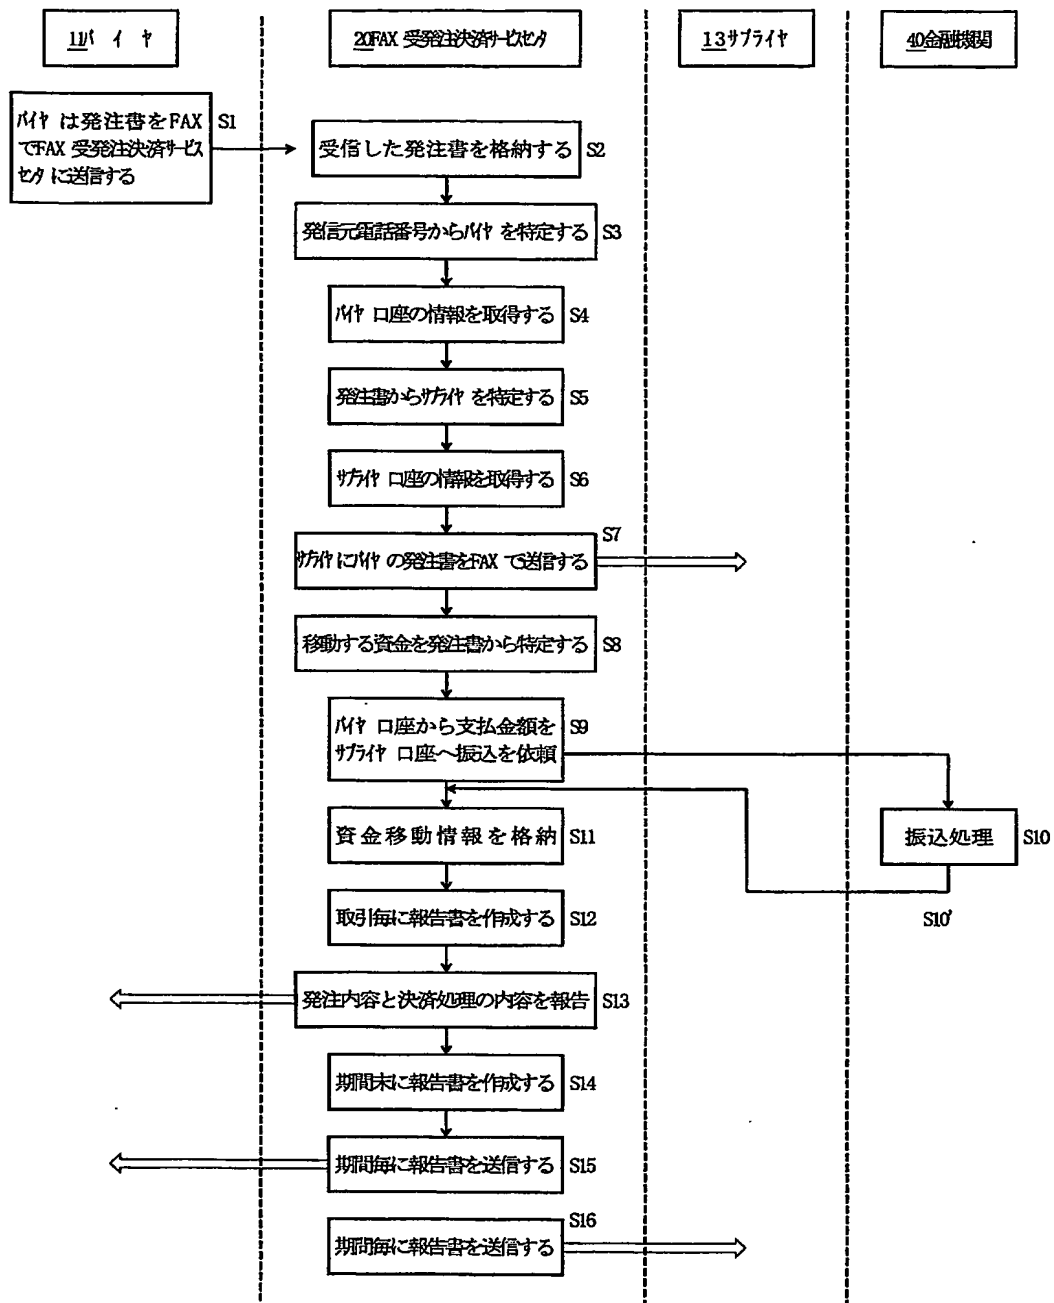 11バイヤ
20FAX 受発注決済サービスセンタ
13サプライヤ
40金融機関
バイヤ は発注書をFAX
でFAX 受発注決済サービス
センタ に送信する
S1
受信した発注書を格納する
S2
発信元電話番号からバイヤ を特定する
S3
バイヤ 口座の情報を取得する
S4
発注書からサプライヤ を特定する
S5
サプライヤ 口座の情報を取得する
S6
サプライヤ にバイヤ の発注書をFAX で送信する
S7
移動する資金を発注書から特定する
S8
バイヤ 口座から支払金額を
サプライヤ 口座へ振込を依頼
S9
振込処理
S10
S10'
資金移動情報を格納
S11
取引毎に報告書を作成する
S12
発注内容と決済処理の内容を報告
S13
期間末に報告書を作成する
S14
期間毎に報告書を送信する
S15
期間毎に報告書を送信する
S16